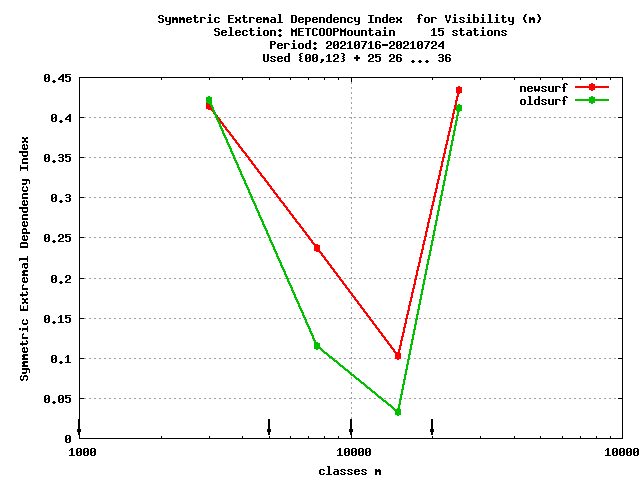 Symmetric Extremal Dependency Index  for Visibility (m)
Selection: METCOOPMountain     15 stations
Period: 20210716-20210724
Used {00,12} + 25 26 ... 36
newsurf
oldsurf
0.45
0.4
0.35
0.3
0.25
0.2
0.15
0.1
0.05
0
Symmetric Extremal Dependency Index
1000 10000 10000
classes m